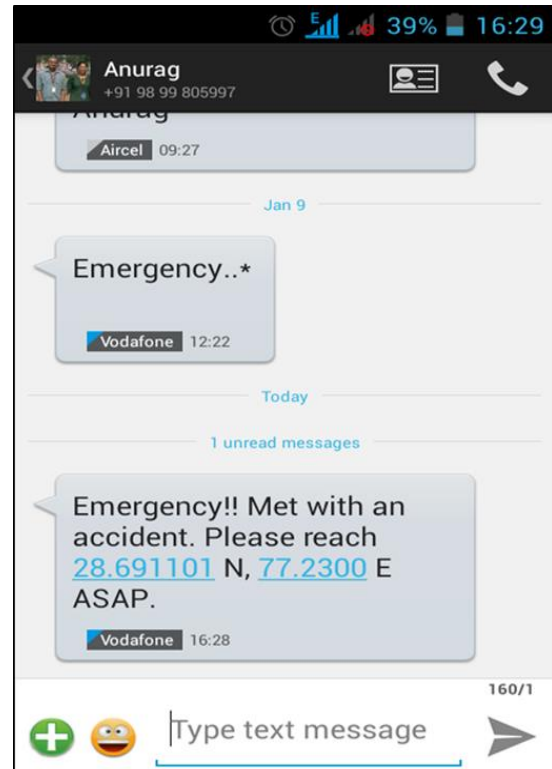 E 39% 16:29
Anurag
+91 98 99 805997
Anurag
Aircel 09:27
Jan 9
Emergency..*
Vodafone 12:22
Today
1 unread messages
Emergency!! Met with an
accident. Please reach
28.691101 N, 77.2300 E
ASAP.
Vodafone 16:28
160/1
Type text message